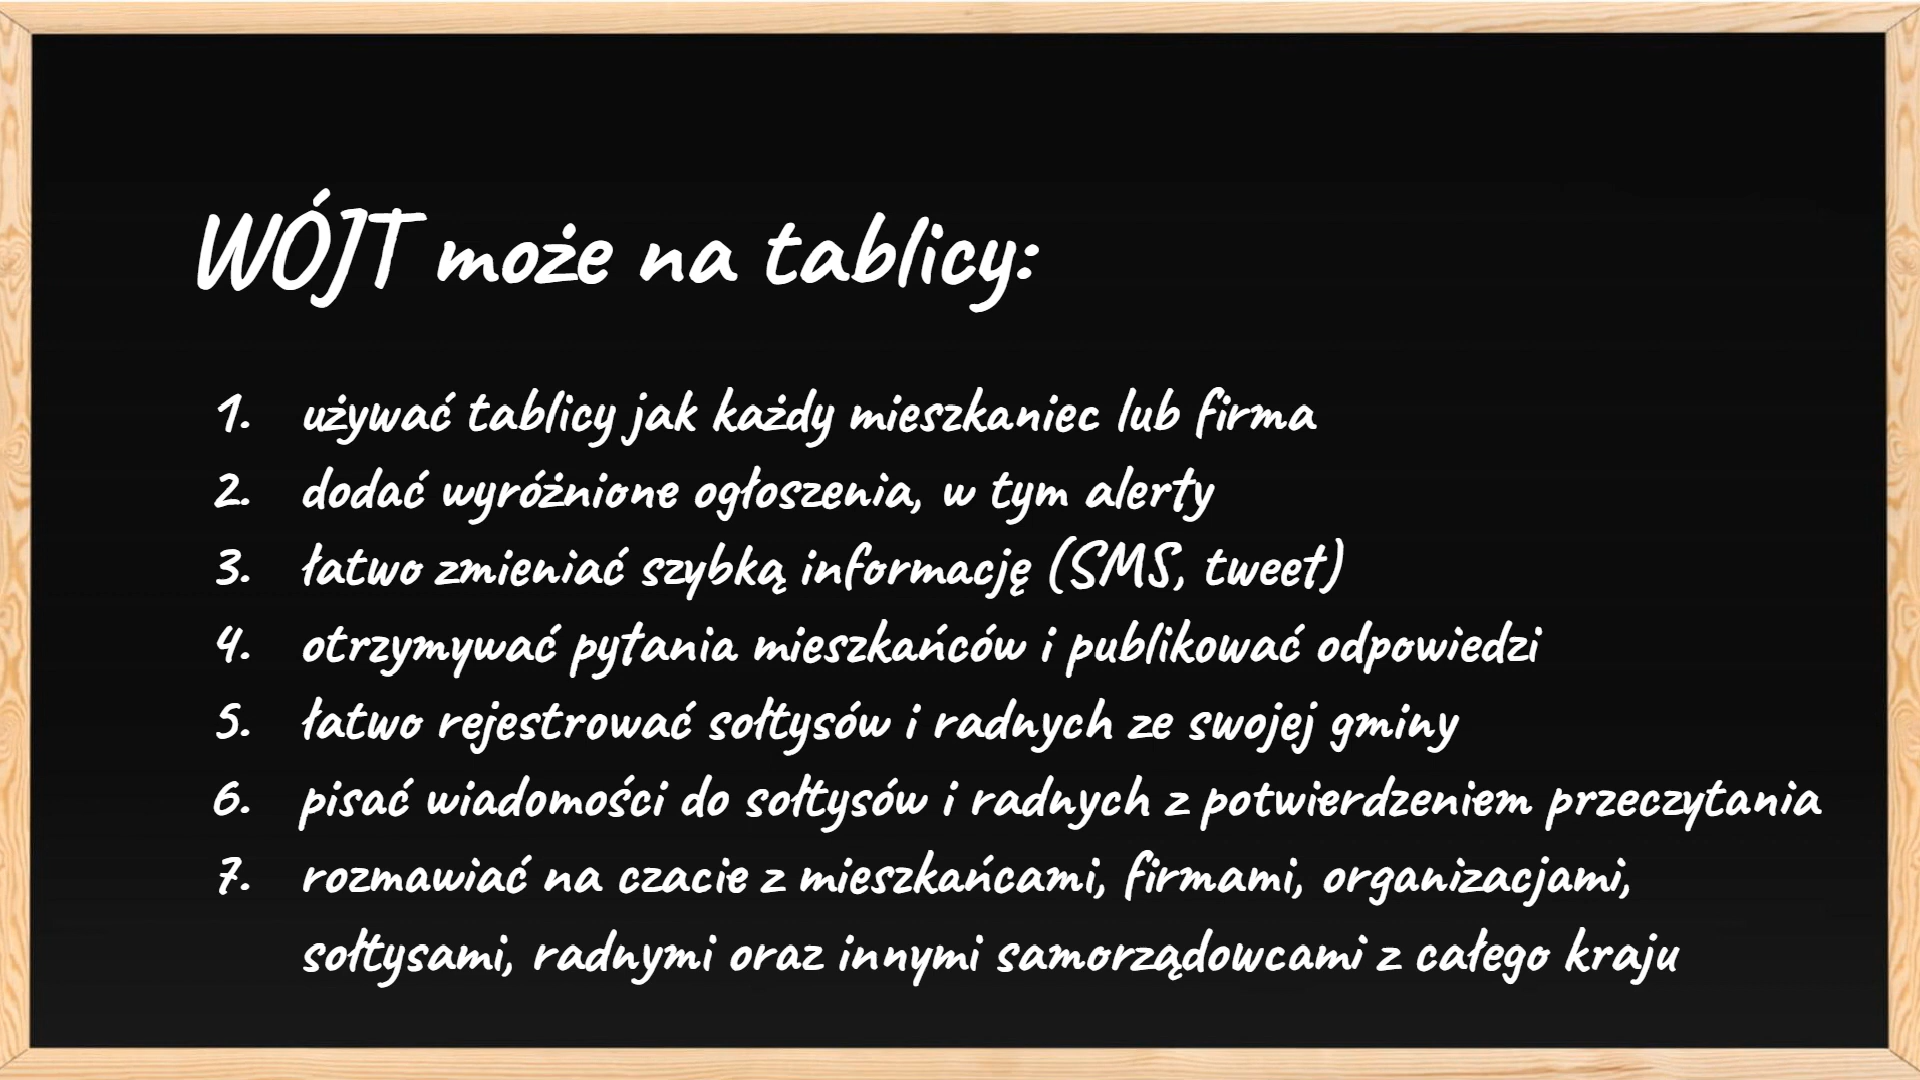 WÓJT może na tablicy:
1. używać tablicy jak każdy mieszkaniec lub firma
2. dodać wyróżnione ogłoszenia, w tym alerty
3. łatwo zmieniać szybką informację (SMS, tweet)
4. otrzymywać pytania mieszkańców i publikować odpowiedzi
5. łatwo rejestrować sołtysów i radnych ze swojej gminy
6. pisać wiadomości do sołtysów i radnych z potwierdzeniem przeczytania
7. rozmawiać na czacie z mieszkańcami, firmami, organizacjami,
sołtysami, radnymi oraz innymi samorządowcami z całego kraju